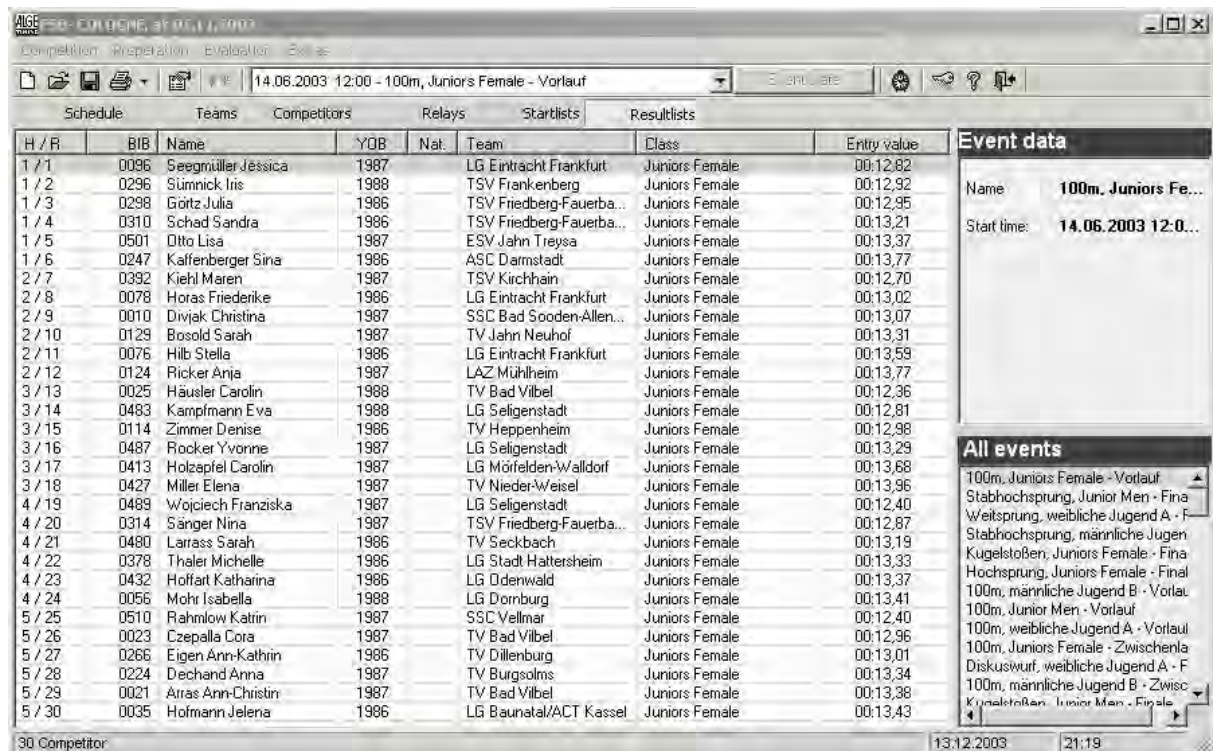 ALGE
TIMING
Competition Preperation Evaluation Extras
14.06.2003 12:00 - 100m, Juniors Female - Vorlauf
Schedule Teams Competitors Relays Startlists Resultlists
H / R BIB Name YOB Nat. Team Class Entry value
1 / 1 0096 Seegmüller Jessica 1987 LG Eintracht Frankfurt Juniors Female 00:12,82
1 / 2 0296 Sümnick Iris 1988 TSV Frankenberg Juniors Female 00:12,92
1 / 3 0298 Görtz Julia 1986 TSV Friedberg-Fauerba... Juniors Female 00:12,95
1 / 4 0310 Schad Sandra 1986 TSV Friedberg-Fauerba... Juniors Female 00:13,21
1 / 5 0501 Otto Lisa 1987 ESV Jahn Treysa Juniors Female 00:13,37
1 / 6 0247 Kaffenberger Sina 1986 ASC Darmstadt Juniors Female 00:13,77
2 / 7 0392 Kiehl Maren 1987 TSV Kirchhain Juniors Female 00:12,70
2 / 8 0078 Horas Friederike 1986 LG Eintracht Frankfurt Juniors Female 00:13,02
2 / 9 0010 Divjak Christina 1987 SSC Bad Sooden-Allen... Juniors Female 00:13,07
2 / 10 0129 Bosold Sarah 1987 TV Jahn Neuhof Juniors Female 00:13,31
2 / 11 0076 Hilb Stella 1986 LG Eintracht Frankfurt Juniors Female 00:13,59
2 / 12 0124 Ricker Anja 1987 LAZ Mühlheim Juniors Female 00:13,77
3 / 13 0025 Häusler Carolin 1988 TV Bad Vilbel Juniors Female 00:12,36
3 / 14 0483 Kampfmann Eva 1988 LG Seligenstadt Juniors Female 00:12,81
3 / 15 0114 Zimmer Denise 1986 TV Heppenheim Juniors Female 00:12,98
3 / 16 0487 Rocker Yvonne 1987 LG Seligenstadt Juniors Female 00:13,29
3 / 17 0413 Holzapfel Carolin 1987 LG Mörfelden-Walldorf Juniors Female 00:13,68
3 / 18 0427 Miller Elena 1987 TV Nieder-Weisel Juniors Female 00:13,96
4 / 19 0489 Wojciech Franziska 1987 LG Seligenstadt Juniors Female 00:12,40
4 / 20 0314 Sänger Nina 1987 TSV Friedberg-Fauerba... Juniors Female 00:12,87
4 / 21 0480 Larrass Sarah 1986 TV Seckbach Juniors Female 00:13,19
4 / 22 0378 Thaler Michelle 1986 LG Stadt Hattersheim Juniors Female 00:13,33
4 / 23 0432 Hoffart Katharina 1986 LG Odenwald Juniors Female 00:13,37
4 / 24 0056 Mohr Isabella 1988 LG Dornburg Juniors Female 00:13,41
5 / 25 0510 Rahmlow Katrin 1987 SSC Vellmar Juniors Female 00:12,40
5 / 26 0023 Czepalla Cora 1987 TV Bad Vilbel Juniors Female 00:12,96
5 / 27 0266 Eigen Ann-Kathrin 1986 TV Dillenburg Juniors Female 00:13,01
5 / 28 0224 Dechand Anna 1987 TV Burgsolms Juniors Female 00:13,34
5 / 29 0021 Arras Ann-Christin 1987 TV Bad Vilbel Juniors Female 00:13,38
5 / 30 0035 Hofmann Jelena 1986 LG Baunatal/ACT Kassel Juniors Female 00:13,43
Event data
Name 100m, Juniors Fe...
Start time: 14.06.2003 12:0...
All events
100m, Juniors Female - Vorlauf
Stabhochsprung, Junior Men - Fina
Weitsprung, weibliche Jugend A - F
Stabhochsprung, männliche Jugen
Kugelstoßen, Juniors Female - Fina
Hochsprung, Juniors Female - Final
100m, männliche Jugend B - Vorlau
100m, Junior Men - Vorlauf
100m, weibliche Jugend A - Vorlauf
100m, Juniors Female - Zwischenla
Diskuswurf, weibliche Jugend A - F
100m, männliche Jugend B - Zwisc
Kugelstoßen, Junior Men - Finale
30 Competitor 13.12.2003 21:19